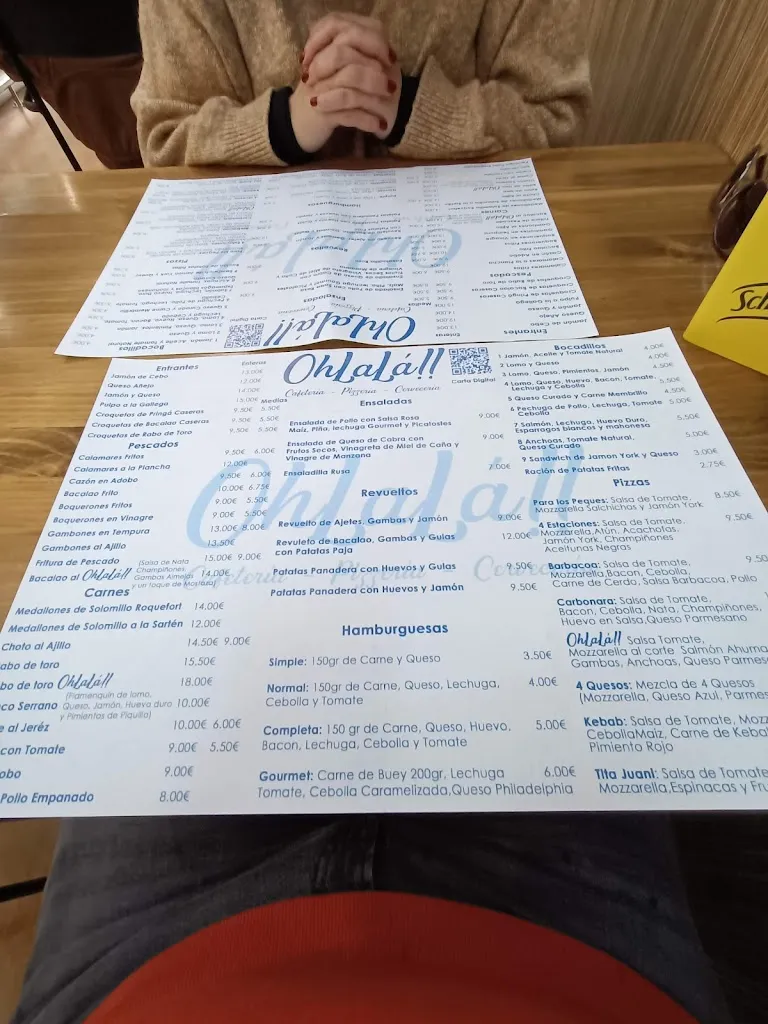 OhLaLá!!
Cafetería - Pizzería - Cervecería
Carta Digital
Entrantes
Enteras
Medias
Jamón de Cebo 15.00€
Queso Añejo 12.00€
Jamón y Queso 14.00€
Pulpo a la Gallega 15.00€
Croquetas de Pringá Caseras 9.50€ 5.50€
Croquetas de Bacalao Caseras 9.50€ 5.50€
Croquetas de Rabo de Toro 9.50€ 5.50€
Pescados
Calamares Fritos 9.50€ 6.00€
Calamares a la Plancha 12.00€
Cazón en Adobo 9.50€ 6.00€
Bacalao Frito 10.00€ 6.75€
Boquerones Fritos 9.00€ 5.50€
Boquerones en Vinagre 9.00€ 5.50€
Gambones en Tempura 13.00€ 8.00€
Gambones al Ajillo 13.50€
Fritura de Pescado 15.00€ 9.00€
Bacalao al OhLaLá!! (Salsa de Nata Champiñones, Gambas Almejas y un toque de Mostaza) 14.00€
Carnes
Medallones de Solomillo Roquefort 14.00€
Medallones de Solomillo a la Sartén 12.00€
Choto al Ajillo 14.50€ 9.00€
abo de toro 15.50€
bo de toro OhLaLá!! 18.00€
co Serrano (Flamenquín de lomo, Queso, Jamón, Huevo duro y Pimientos de Piquillo) 10.00€
e al Jeréz 10.00€ 6.00€
con Tomate 9.00€ 5.50€
obo 9.00€
Pollo Empanado 8.00€
Ensaladas
Ensalada de Pollo con Salsa Rosa
Maíz, Piña, lechuga Gourmet y Picatostes 9.00€
Ensalada de Queso de Cabra con
Frutos Secos, Vinagreta de Miel de Caña y
Vinagre de Manzana 9.00€
Ensaladilla Rusa 7.00€
Revueltos
Revuelto de Ajetes, Gambas y Jamón 9.00€
Revuleto de Bacalao, Gambas y Gulas
con Patatas Paja 12.00€
Patatas Panadera con Huevos y Gulas 9.50€
Patatas Panadera con Huevos y Jamón 9.50€
Hamburguesas
Simple: 150gr de Carne y Queso 3.50€
Normal: 150gr de Carne, Queso, Lechuga,
Cebolla y Tomate 4.00€
Completa: 150 gr de Carne, Queso, Huevo,
Bacon, Lechuga, Cebolla y Tomate 5.00€
Gourmet: Carne de Buey 200gr, Lechuga
Tomate, Cebolla Caramelizada,Queso Philadelphia 6.00€
Bocadillos
1 Jamón, Aceite y Tomate Natural 4.00€
2 Lomo y Queso 4.00€
3 Lomo, Queso, Pimientos, Jamón 4.50€
4 Lomo, Queso, Huevo, Bacon, Tomate,
Lechuga y Cebolla 5.50€
5 Queso Curado y Carne Membrillo 4.50€
6 Pechuga de Pollo, Lechuga, Tomate
Cebolla 5.00€
7 Salmón, Lechuga, Huevo Duro,
Esparragos blancos y mahonesa 5.50€
8 Anchoas, Tomate Natural,
Queso Curado 5.00€
9 Sandwich de Jamon York y Queso 3.00€
Ración de Patatas Fritas 2.75€
Pizzas
Para los Peques: Salsa de Tomate,
Mozzarella Salchichas y Jamón York 8.50€
4 Estaciones: Salsa de Tomate,
Mozzarella,Atún, Acachofas,
Jamón York, Champiñones
Aceitunas Negras 9.50€
Barbacoa: Salsa de Tomate,
Mozzarella,Bacon, Cebolla,
Carne de Cerda, Salsa Barbacoa, Pollo 9.50
Carbonara: Salsa de Tomate,
Bacon, Cebolla, Nata, Champiñones,
Huevo en Salsa,Queso Parmesano
OhLaLá!! Salsa Tomate,
Mozzarella al corte Salmón Ahuma
Gambas, Anchoas, Queso Parmes
4 Quesos: Mezcla de 4 Quesos
(Mozzarella, Queso Azul, Parmes
Kebab: Salsa de Tomate, Mozz
CebollaMaíz, Carne de Keba
Pimiento Rojo
Tita Juani: Salsa de Tomate
Mozzarella,Espinacas y Fru
Sch